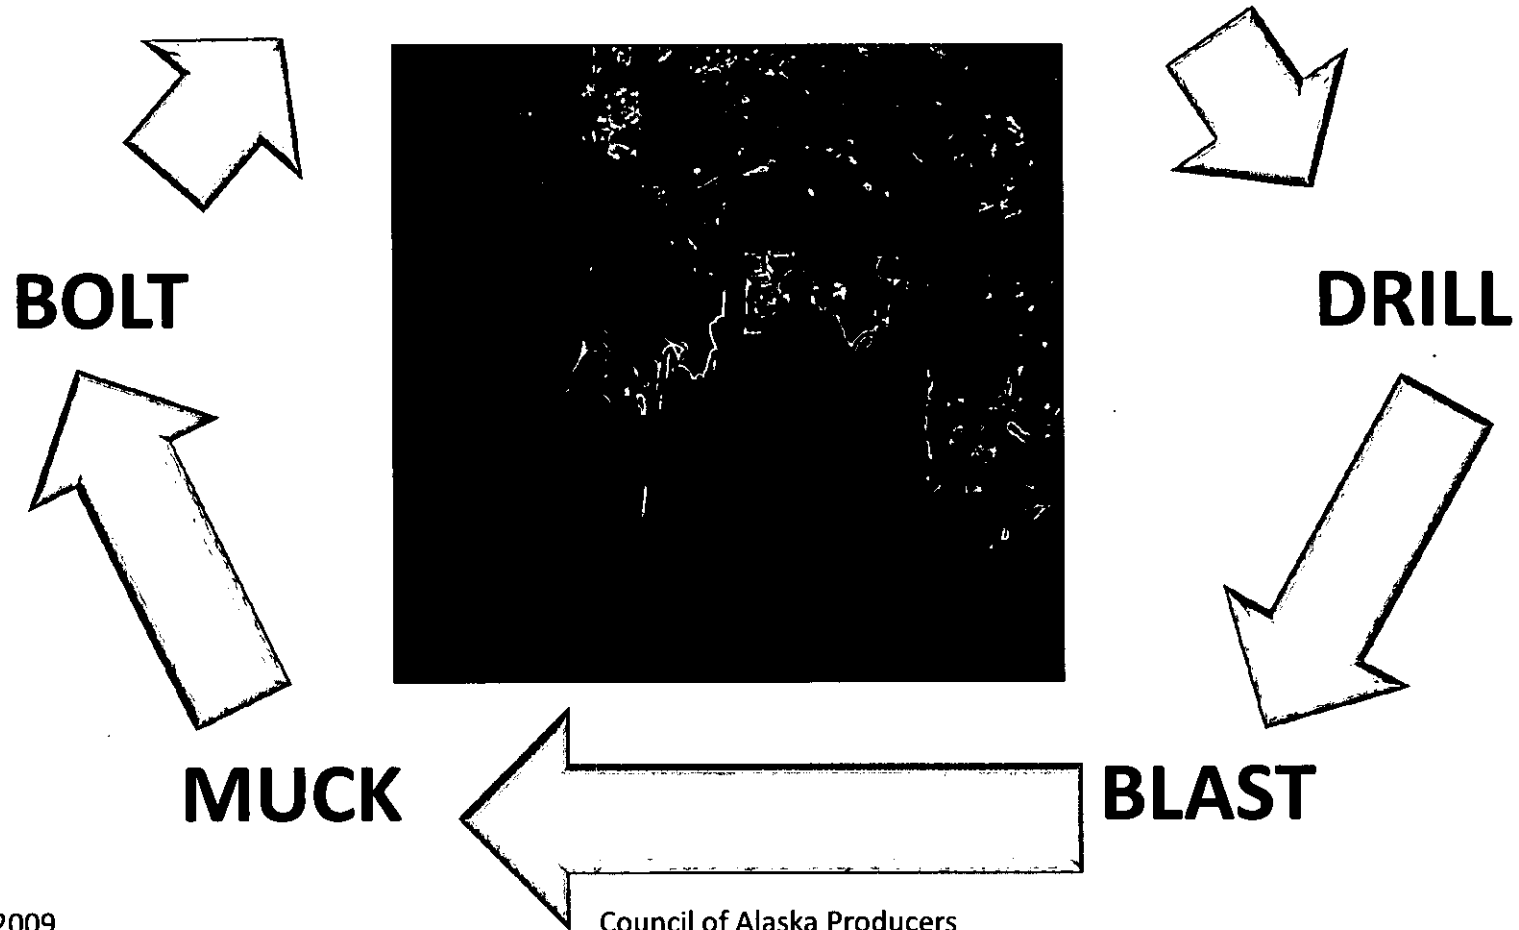 BOLT
DRILL
MUCK
BLAST
2009
Council of Alaska Producers